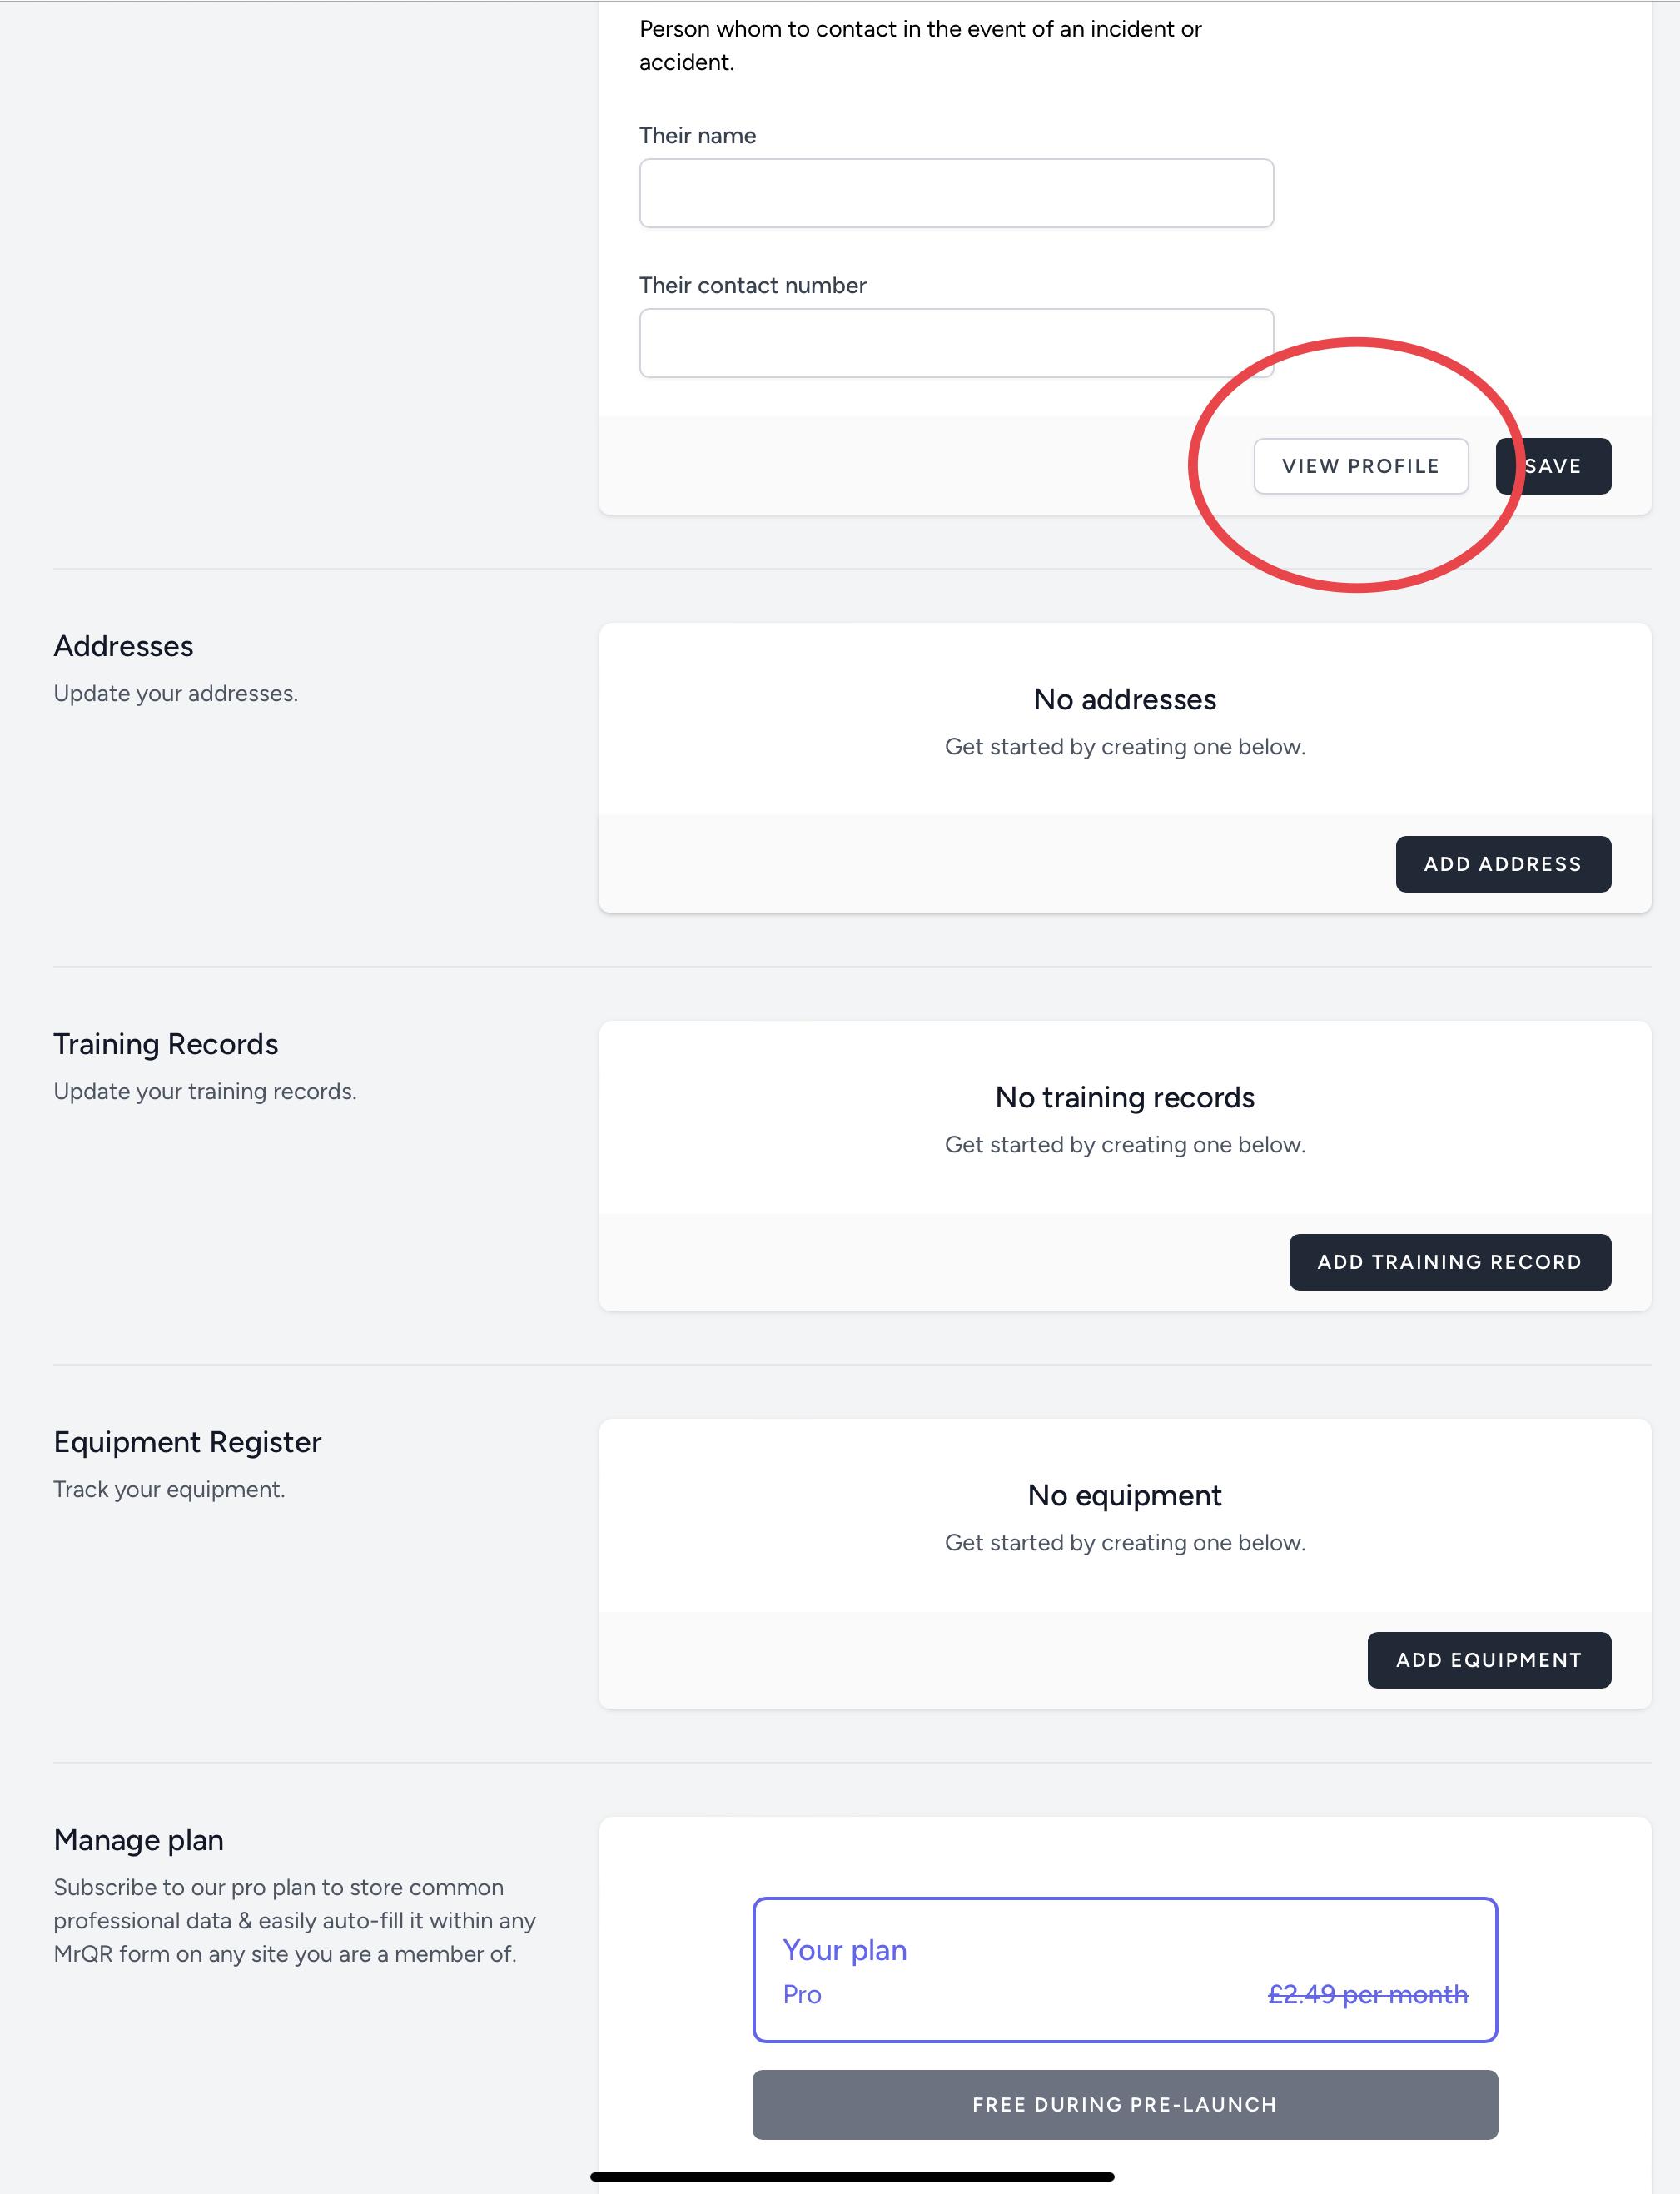 Person whom to contact in the event of an incident or
accident.
Their name
Their contact number
VIEW PROFILE
SAVE
Addresses
Update your addresses.
No addresses
Get started by creating one below.
ADD ADDRESS
Training Records
Update your training records.
No training records
Get started by creating one below.
ADD TRAINING RECORD
Equipment Register
Track your equipment.
No equipment
Get started by creating one below.
ADD EQUIPMENT
Manage plan
Subscribe to our pro plan to store common
professional data & easily auto-fill it within any
MrQR form on any site you are a member of.
Your plan
Pro
£2.49 per month
FREE DURING PRE-LAUNCH